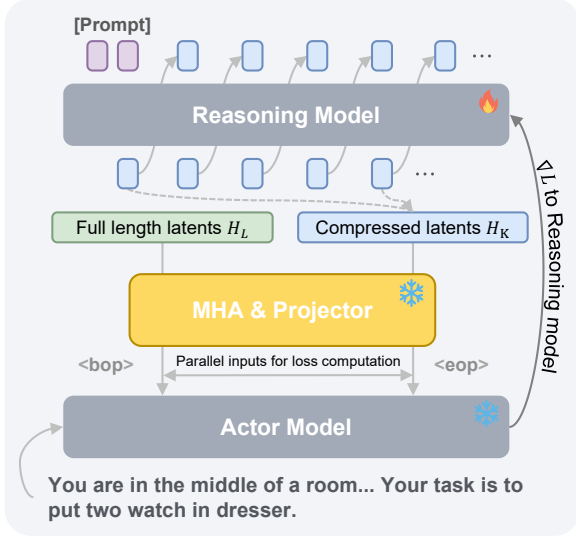 [Prompt]
...
Reasoning Model
...
Full length latents H_L
Compressed latents H_K
MHA & Projector
<bop>
Parallel inputs for loss computation
<eop>
∇L to Reasoning model
Actor Model
You are in the middle of a room... Your task is to
put two watch in dresser.